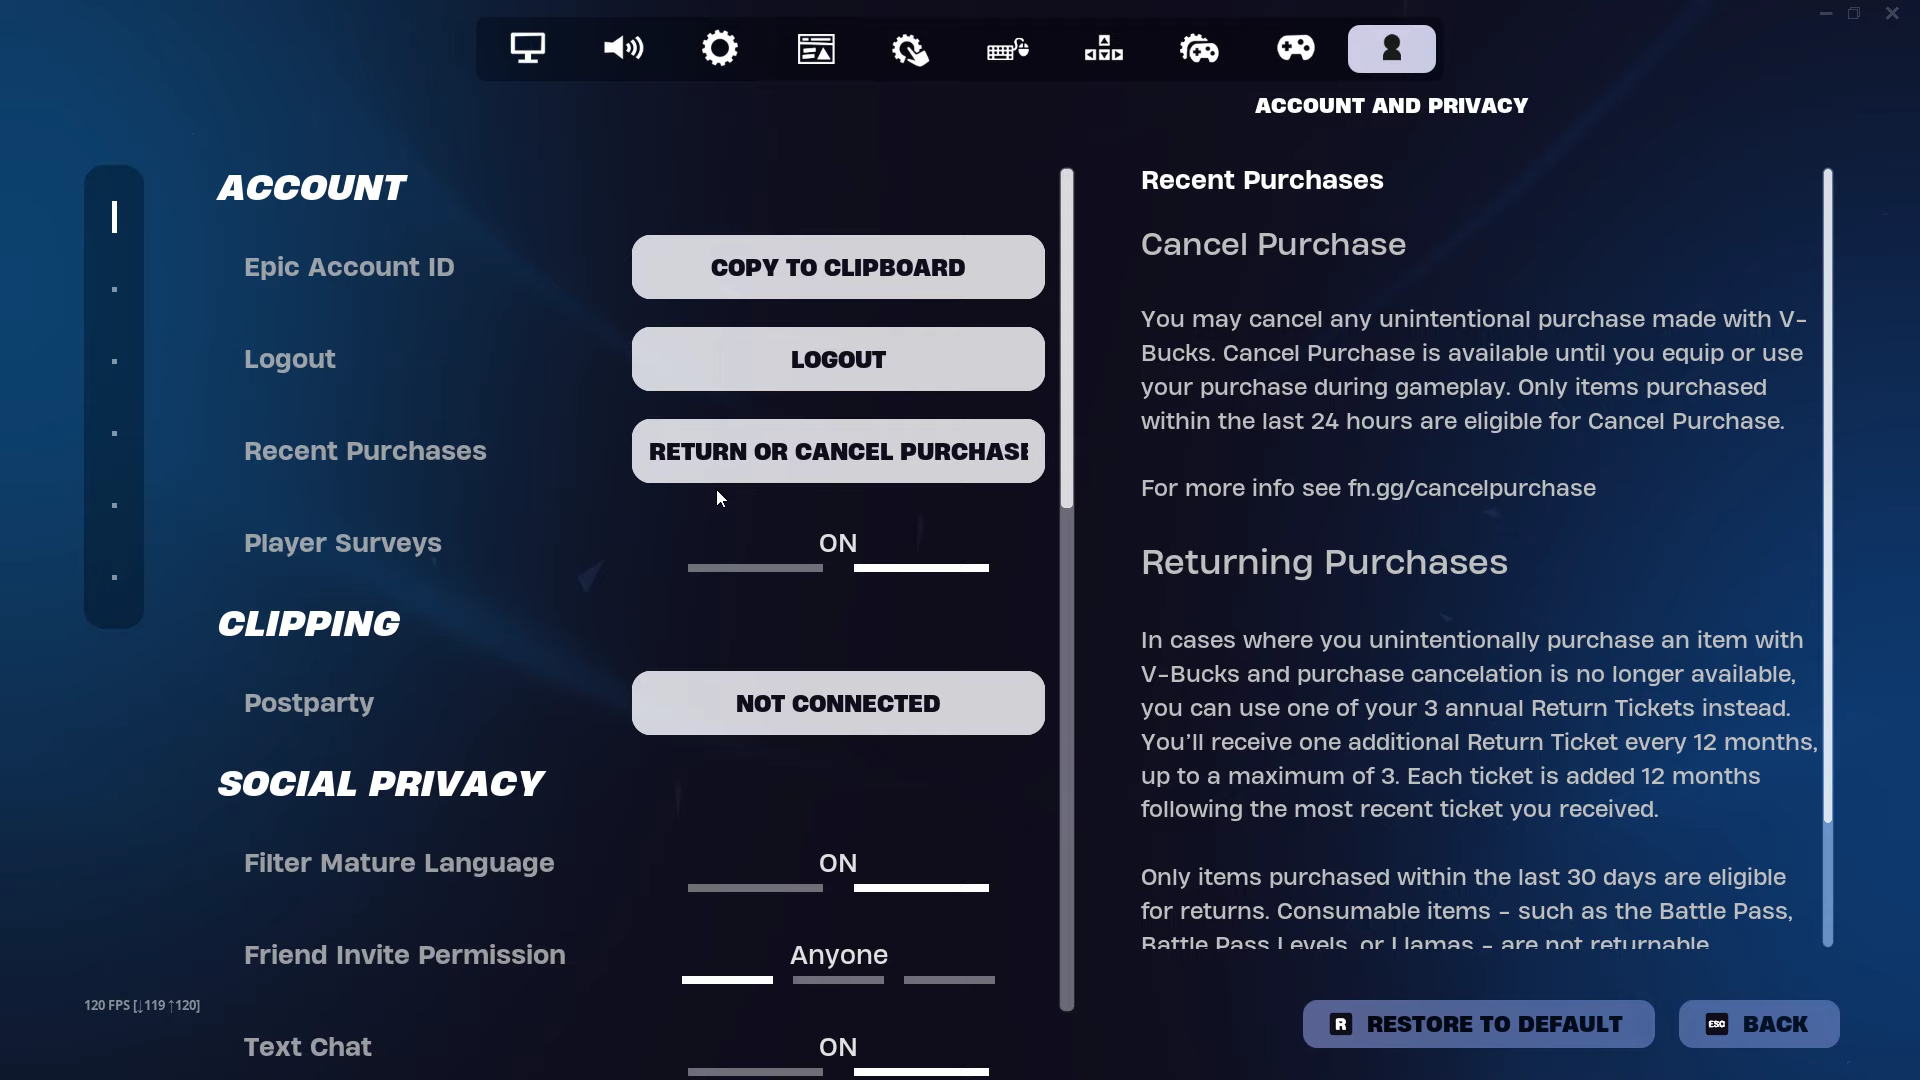 ACCOUNT AND PRIVACY
ACCOUNT
Epic Account ID
COPY TO CLIPBOARD
Logout
LOGOUT
Recent Purchases
RETURN OR CANCEL PURCHASE
Player Surveys
ON
CLIPPING
Postparty
NOT CONNECTED
SOCIAL PRIVACY
Filter Mature Language
ON
Friend Invite Permission
Anyone
Text Chat
ON
120 FPS [↓119 ↑120]
Recent Purchases
Cancel Purchase
You may cancel any unintentional purchase made with V-
Bucks. Cancel Purchase is available until you equip or use
your purchase during gameplay. Only items purchased
within the last 24 hours are eligible for Cancel Purchase.
For more info see fn.gg/cancelpurchase
Returning Purchases
In cases where you unintentionally purchase an item with
V-Bucks and purchase cancelation is no longer available,
you can use one of your 3 annual Return Tickets instead.
You’ll receive one additional Return Ticket every 12 months,
up to a maximum of 3. Each ticket is added 12 months
following the most recent ticket you received.
Only items purchased within the last 30 days are eligible
for returns. Consumable items - such as the Battle Pass,
Battle Pass Levels, or Llamas - are not returnable
R RESTORE TO DEFAULT
ESC BACK